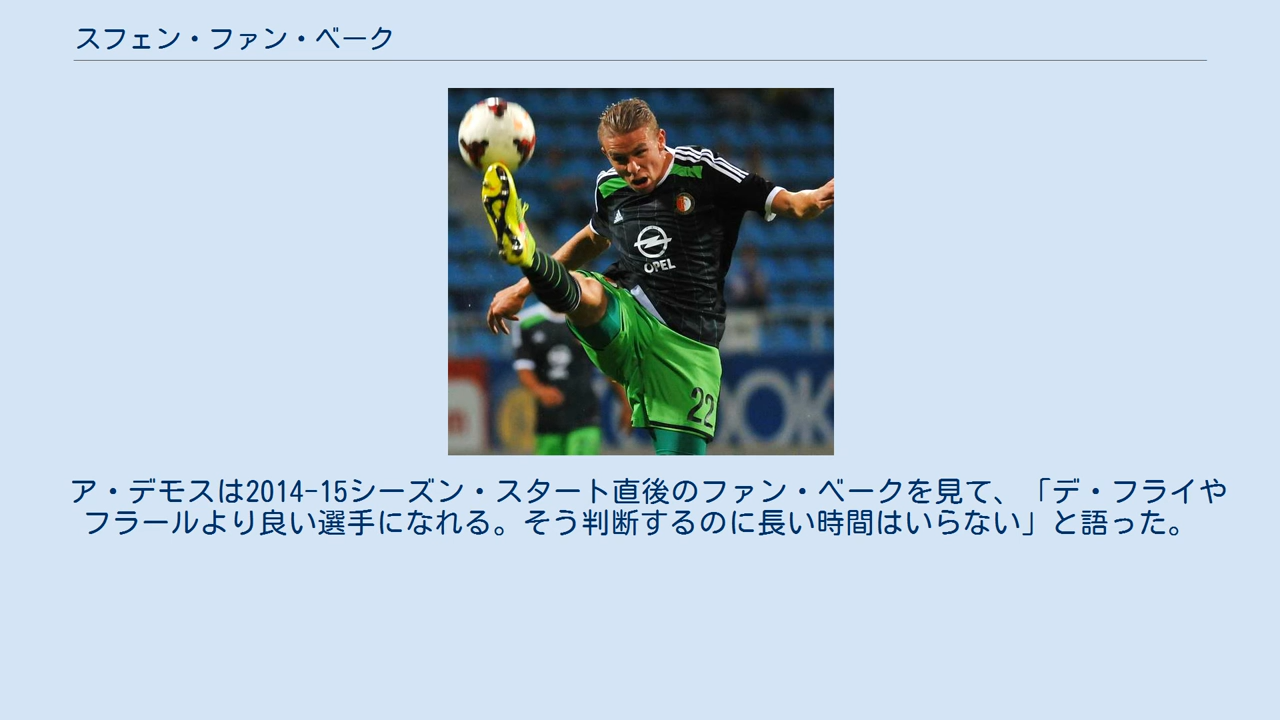 スフェン・ファン・ベーク
OPEL
22
OOK
ア・デモスは2014-15シーズン・スタート直後のファン・ベークを見て、「デ・フライや
フラールより良い選手になれる。そう判断するのに長い時間はいらない」と語った。